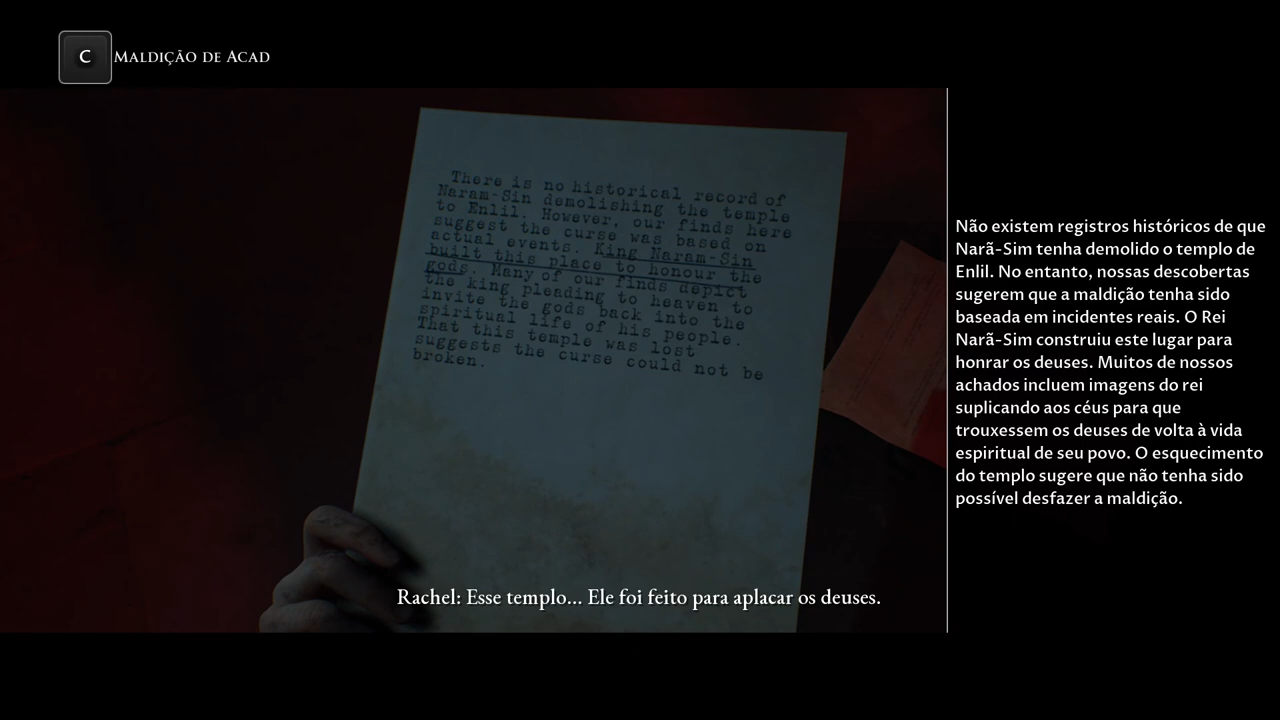 C
MALDIÇÃO DE ACAD
There is no historical record of
Naram-Sin demolishing the temple
to Enlil. However, our finds here
suggest the curse was based on
actual events. King Naram-Sin
built this place to honour the
gods. Many of our finds depict
the king pleading to heaven to
invite the gods back into the
spiritual life of his people.
That this temple was lost
suggests the curse could not be
broken.
Não existem registros históricos de que
Narã-Sim tenha demolido o templo de
Enlil. No entanto, nossas descobertas
sugerem que a maldição tenha sido
baseada em incidentes reais. O Rei
Narã-Sim construiu este lugar para
honrar os deuses. Muitos de nossos
achados incluem imagens do rei
suplicando aos céus para que
trouxessem os deuses de volta à vida
espiritual de seu povo. O esquecimento
do templo sugere que não tenha sido
possível desfazer a maldição.
Rachel: Esse templo... Ele foi feito para aplacar os deuses.